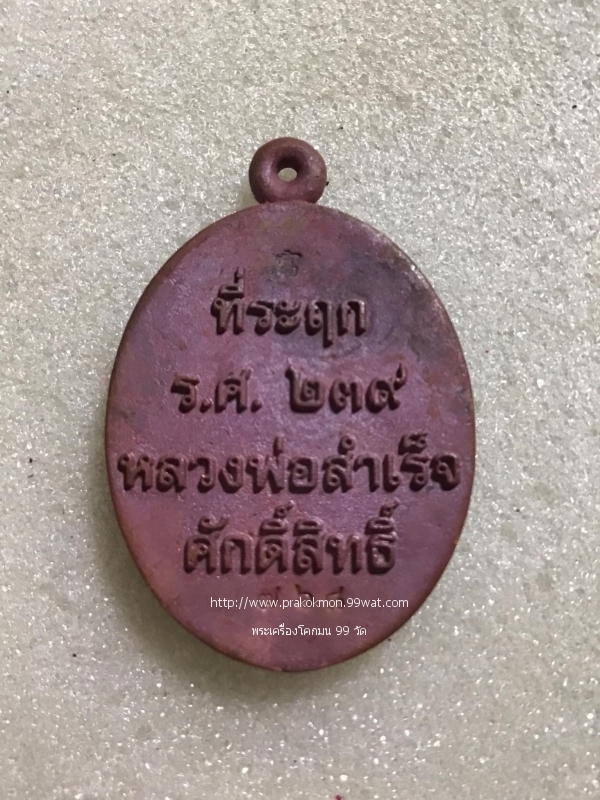 ที่ระฤก
ร.ศ. ๒๓๙
หลวงพ่อสำเร็จ
ศักดิ์สิทธิ์
http://www.prakokmon.99wat.com
พระเครื่องโคกมน 99 วัด